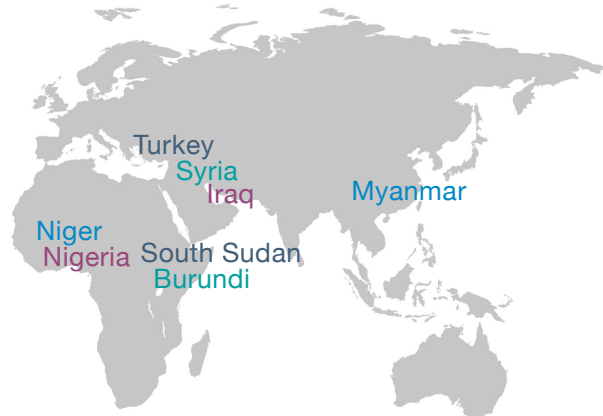 Turkey
Syria
Iraq
Myanmar
Niger
Nigeria
South Sudan
Burundi